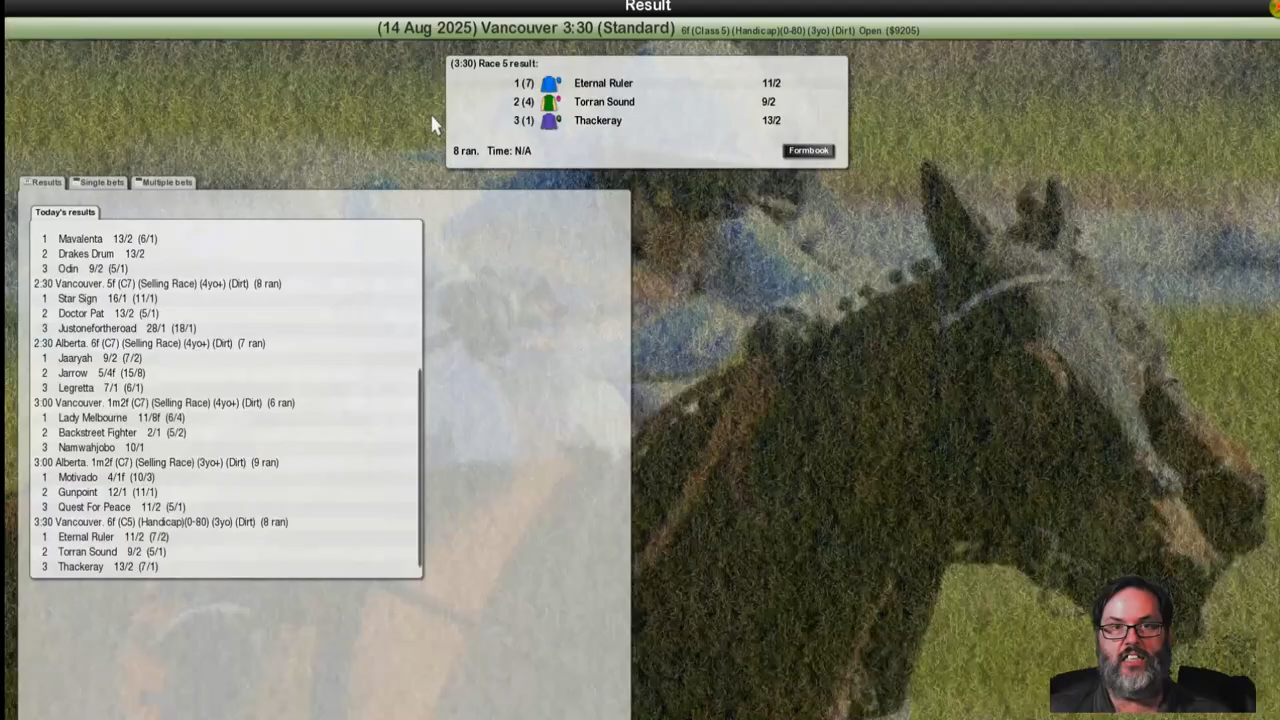 Result
(14 Aug 2025) Vancouver 3:30 (Standard) 6f (Class 5) (Handicap)(0-80) (3yo) (Dirt) Open ($9205)
(3:30) Race 5 result:
1 (7) Eternal Ruler 11/2
2 (4) Torran Sound 9/2
3 (1) Thackeray 13/2
8 ran. Time: N/A Formbook
Results Single bets Multiple bets
Today's results
1 Mavalenta 13/2 (6/1)
2 Drakes Drum 13/2
3 Odin 9/2 (5/1)
2:30 Vancouver. 5f (C7) (Selling Race) (4yo+) (Dirt) (8 ran)
1 Star Sign 16/1 (11/1)
2 Doctor Pat 13/2 (5/1)
3 Justonefortheroad 28/1 (18/1)
2:30 Alberta. 6f (C7) (Selling Race) (4yo+) (Dirt) (7 ran)
1 Jaaryah 9/2 (7/2)
2 Jarrow 5/4f (15/8)
3 Legretta 7/1 (6/1)
3:00 Vancouver. 1m2f (C7) (Selling Race) (4yo+) (Dirt) (6 ran)
1 Lady Melbourne 11/8f (6/4)
2 Backstreet Fighter 2/1 (5/2)
3 Namwahjobo 10/1
3:00 Alberta. 1m2f (C7) (Selling Race) (3yo+) (Dirt) (9 ran)
1 Motivado 4/1f (10/3)
2 Gunpoint 12/1 (11/1)
3 Quest For Peace 11/2 (5/1)
3:30 Vancouver. 6f (C5) (Handicap)(0-80) (3yo) (Dirt) (8 ran)
1 Eternal Ruler 11/2 (7/2)
2 Torran Sound 9/2 (5/1)
3 Thackeray 13/2 (7/1)